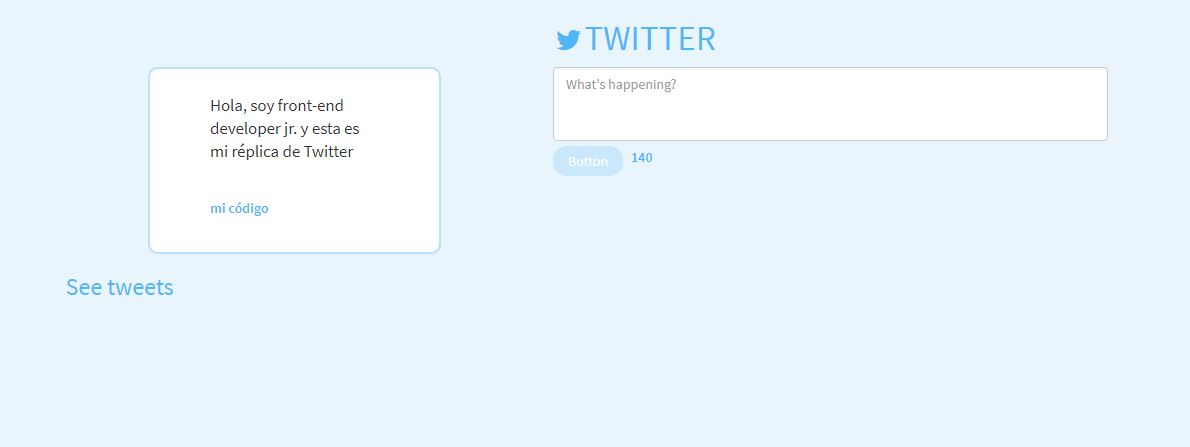 TWITTER
Hola, soy front-end
developer jr. y esta es
mi réplica de Twitter
mi código
What's happening?
Button
140
See tweets